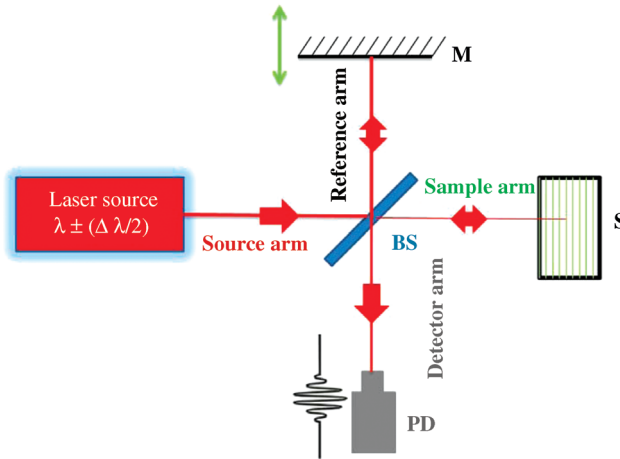 M
Reference arm
Laser source
λ ± (Δ λ/2)
Sample arm
S
Source arm
BS
Detector arm
PD